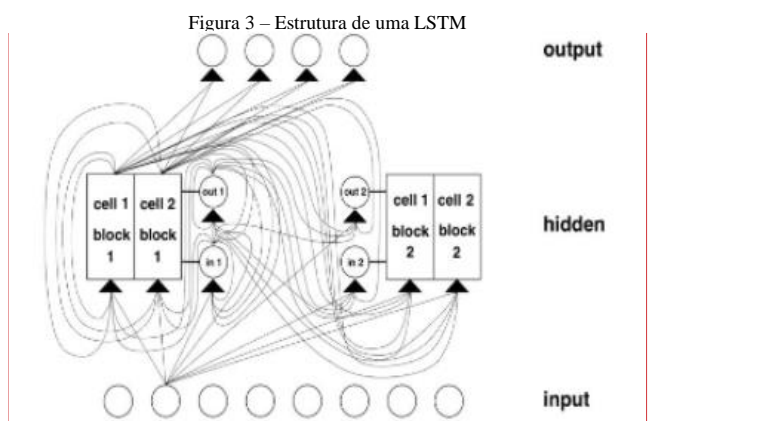 Figura 3 – Estrutura de uma LSTM
output
cell 1 cell 2
block block
1 1
out 1
in 1
out 2
in 2
cell 1 cell 2
block block
2 2
hidden
input